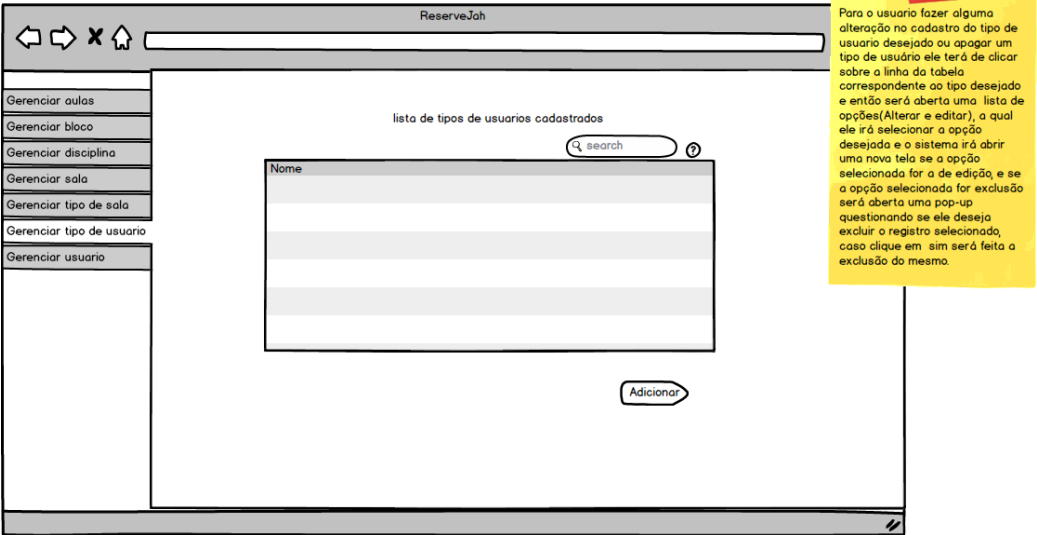 ReserveJah
Gerenciar aulas
Gerenciar bloco
Gerenciar disciplina
Gerenciar sala
Gerenciar tipo de sala
Gerenciar tipo de usuario
Gerenciar usuario
lista de tipos de usuarios cadastrados
search
?
Nome
Adicionar
Para o usuario fazer alguma
alteração no cadastro do tipo de
usuario desejado ou apagar um
tipo de usuário ele terá de clicar
sobre a linha da tabela
correspondente ao tipo desejado
e então será aberta uma lista de
opções(Alterar e editar), a qual
ele irá selecionar a opção
desejada e o sistema irá abrir
uma nova tela se a opção
selecionada for a de edição, e se
a opção selecionada for exclusão
será aberta uma pop-up
questionando se ele deseja
excluir o registro selecionado,
caso clique em sim será feita a
exclusão do mesmo.